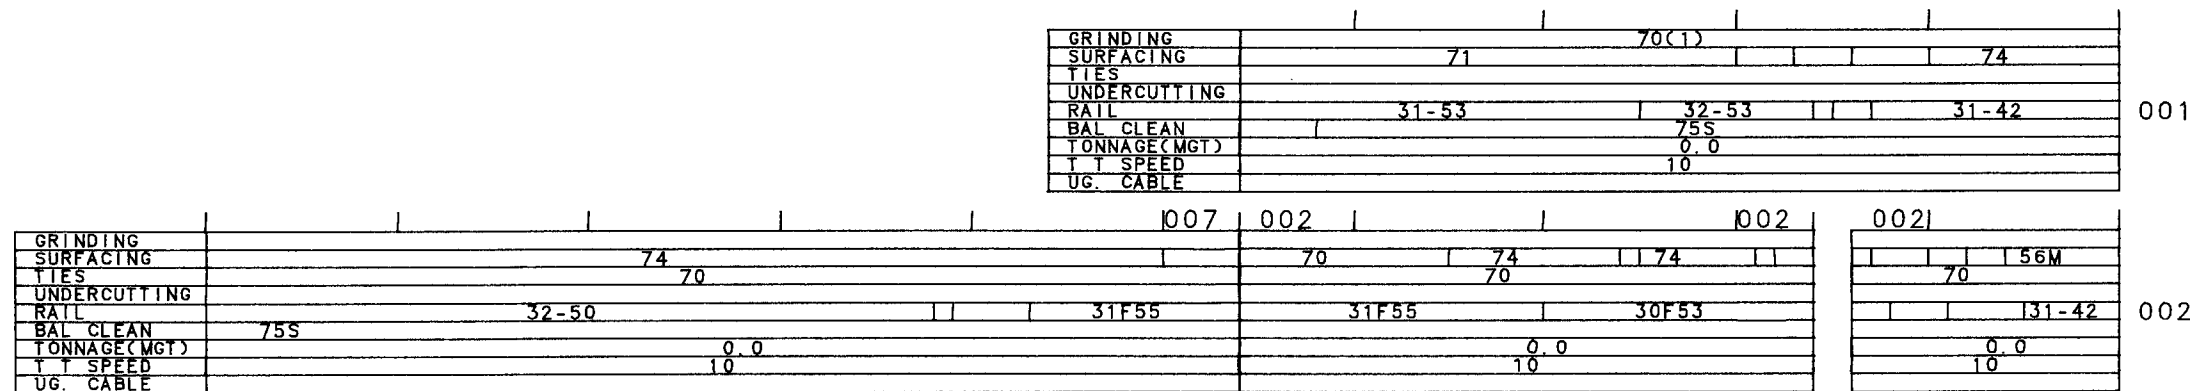 GRINDING 70(1)
SURFACING 71 74
TIES
UNDERCUTTING
RAIL 31-53 32-53 31-42 001
BAL CLEAN 75S
TONNAGE(MGT) 0.0
T T SPEED 10
UG. CABLE
007 002 002 002
GRINDING
SURFACING 74 70 74 74 56M
TIES 70 70 70
UNDERCUTTING
RAIL 32-50 31F55 31F55 30F53 31-42 002
BAL CLEAN 75S
TONNAGE(MGT) 0.0 0.0 0.0
T T SPEED 10 10 10
UG. CABLE